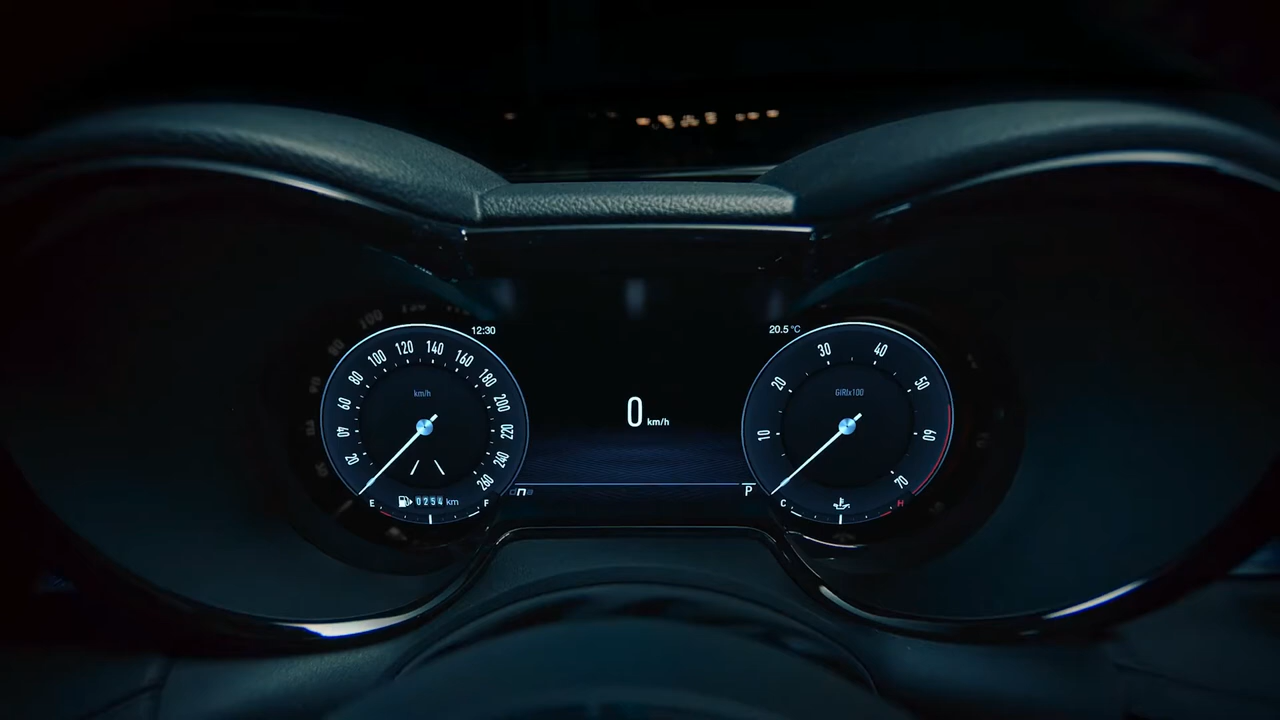 12:30
20 40 60 80 100 120 140 160 180 200 220 240 260
km/h
E 0254 km F
0 km/h
dna
P
20.5 °C
10 20 30 40 50 60 70
GIRIx100
C H